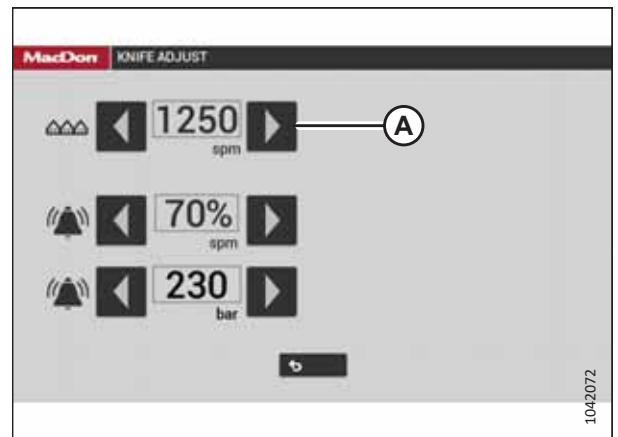 MacDon KNIFE ADJUST
1250
spm
A
70%
spm
230
bar
1042072